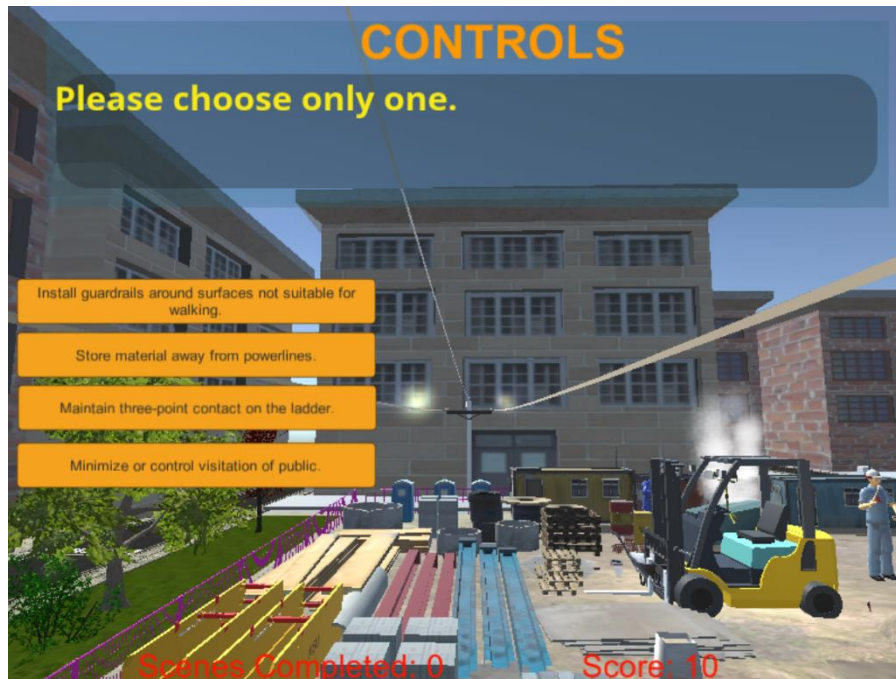 CONTROLS
Please choose only one.
Install guardrails around surfaces not suitable for
walking.
Store material away from powerlines.
Maintain three-point contact on the ladder.
Minimize or control visitation of public.
Scenes Completed: 0
Score: 10